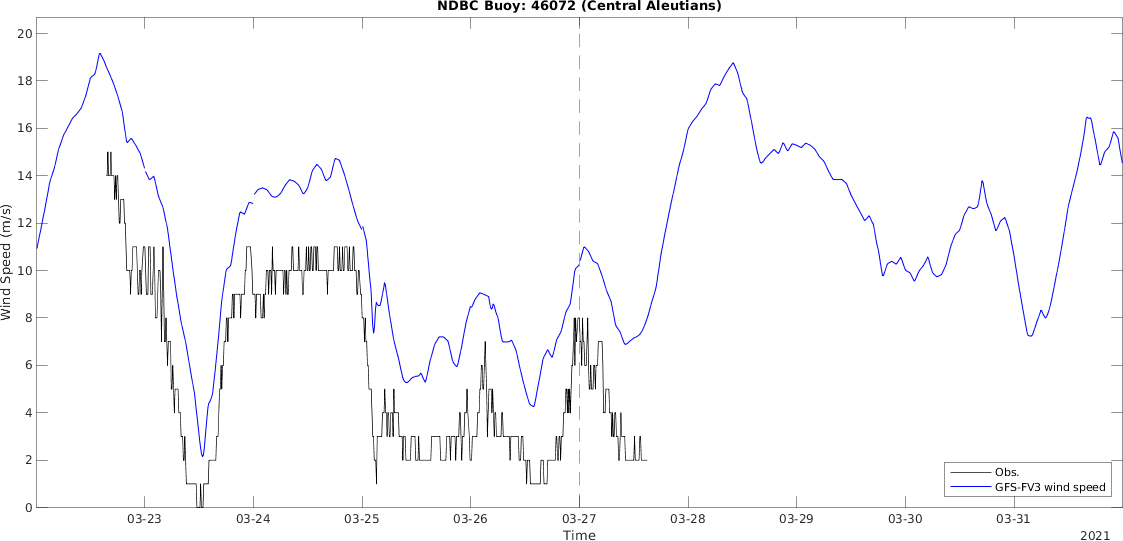 NDBC Buoy: 46072 (Central Aleutians)
Wind Speed (m/s)
20
18
16
14
12
10
8
6
4
2
0
03-23 03-24 03-25 03-26 03-27 03-28 03-29 03-30 03-31
Time
2021
Obs.
GFS-FV3 wind speed